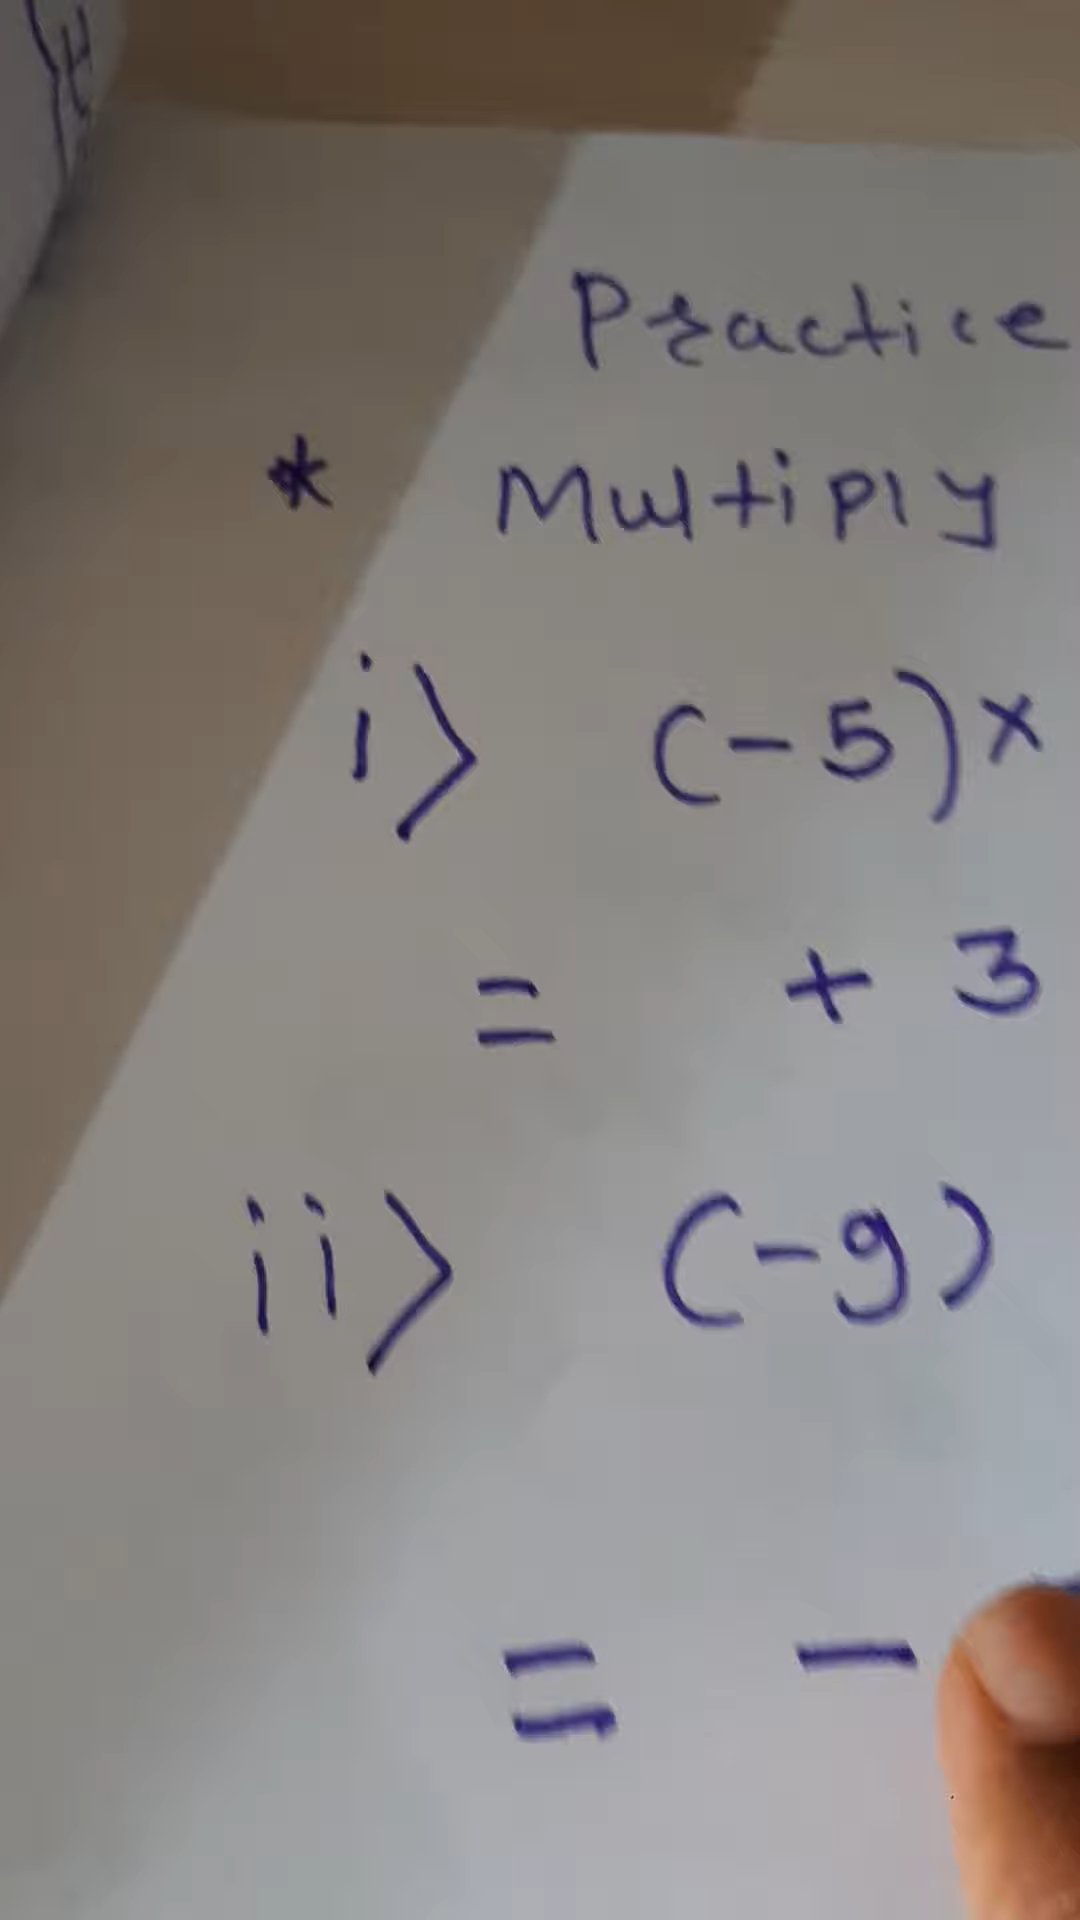 Practice
* Multiply
i> (-5)×
= + 3
ii> (-9)
= -